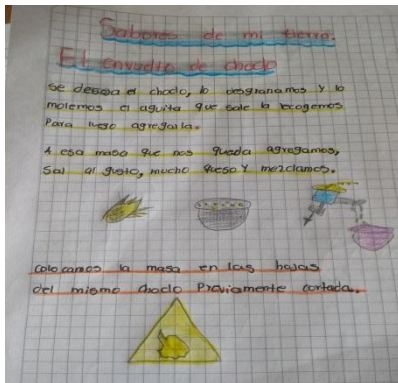 Sabores de mi tierra.
El envuelto de choclo
se desoja el choclo, lo desgranamos y lo
molemos el aguita que sale la recogemos
Para luego agregarla.
A esa masa que nos queda agregamos,
Sal al gusto, mucho queso y mezclamos.
colocamos la masa en las hojas
del mismo choclo Previamente cortada.